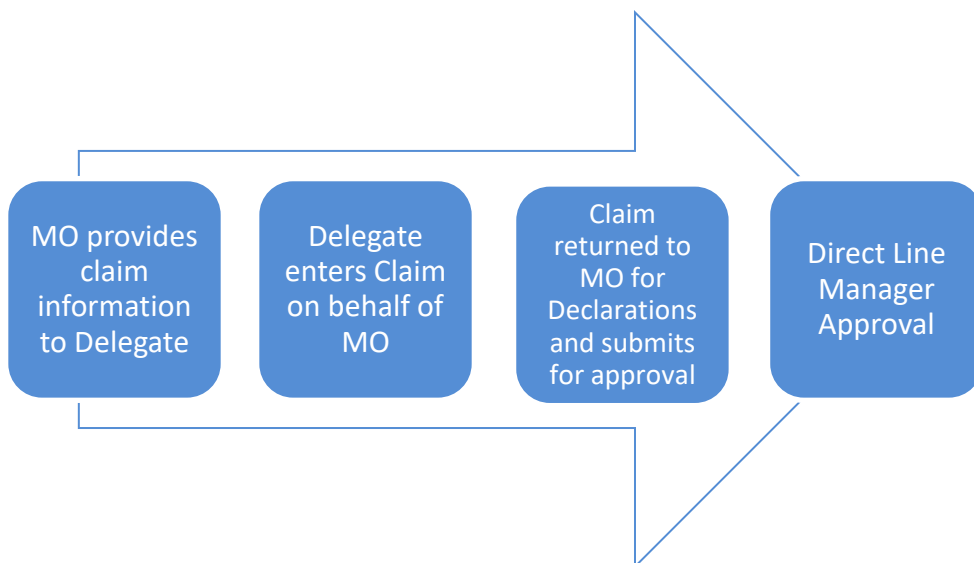 MO provides
claim
information
to Delegate
Delegate
enters Claim
on behalf of
MO
Claim
returned to
MO for
Declarations
and submits
for approval
Direct Line
Manager
Approval